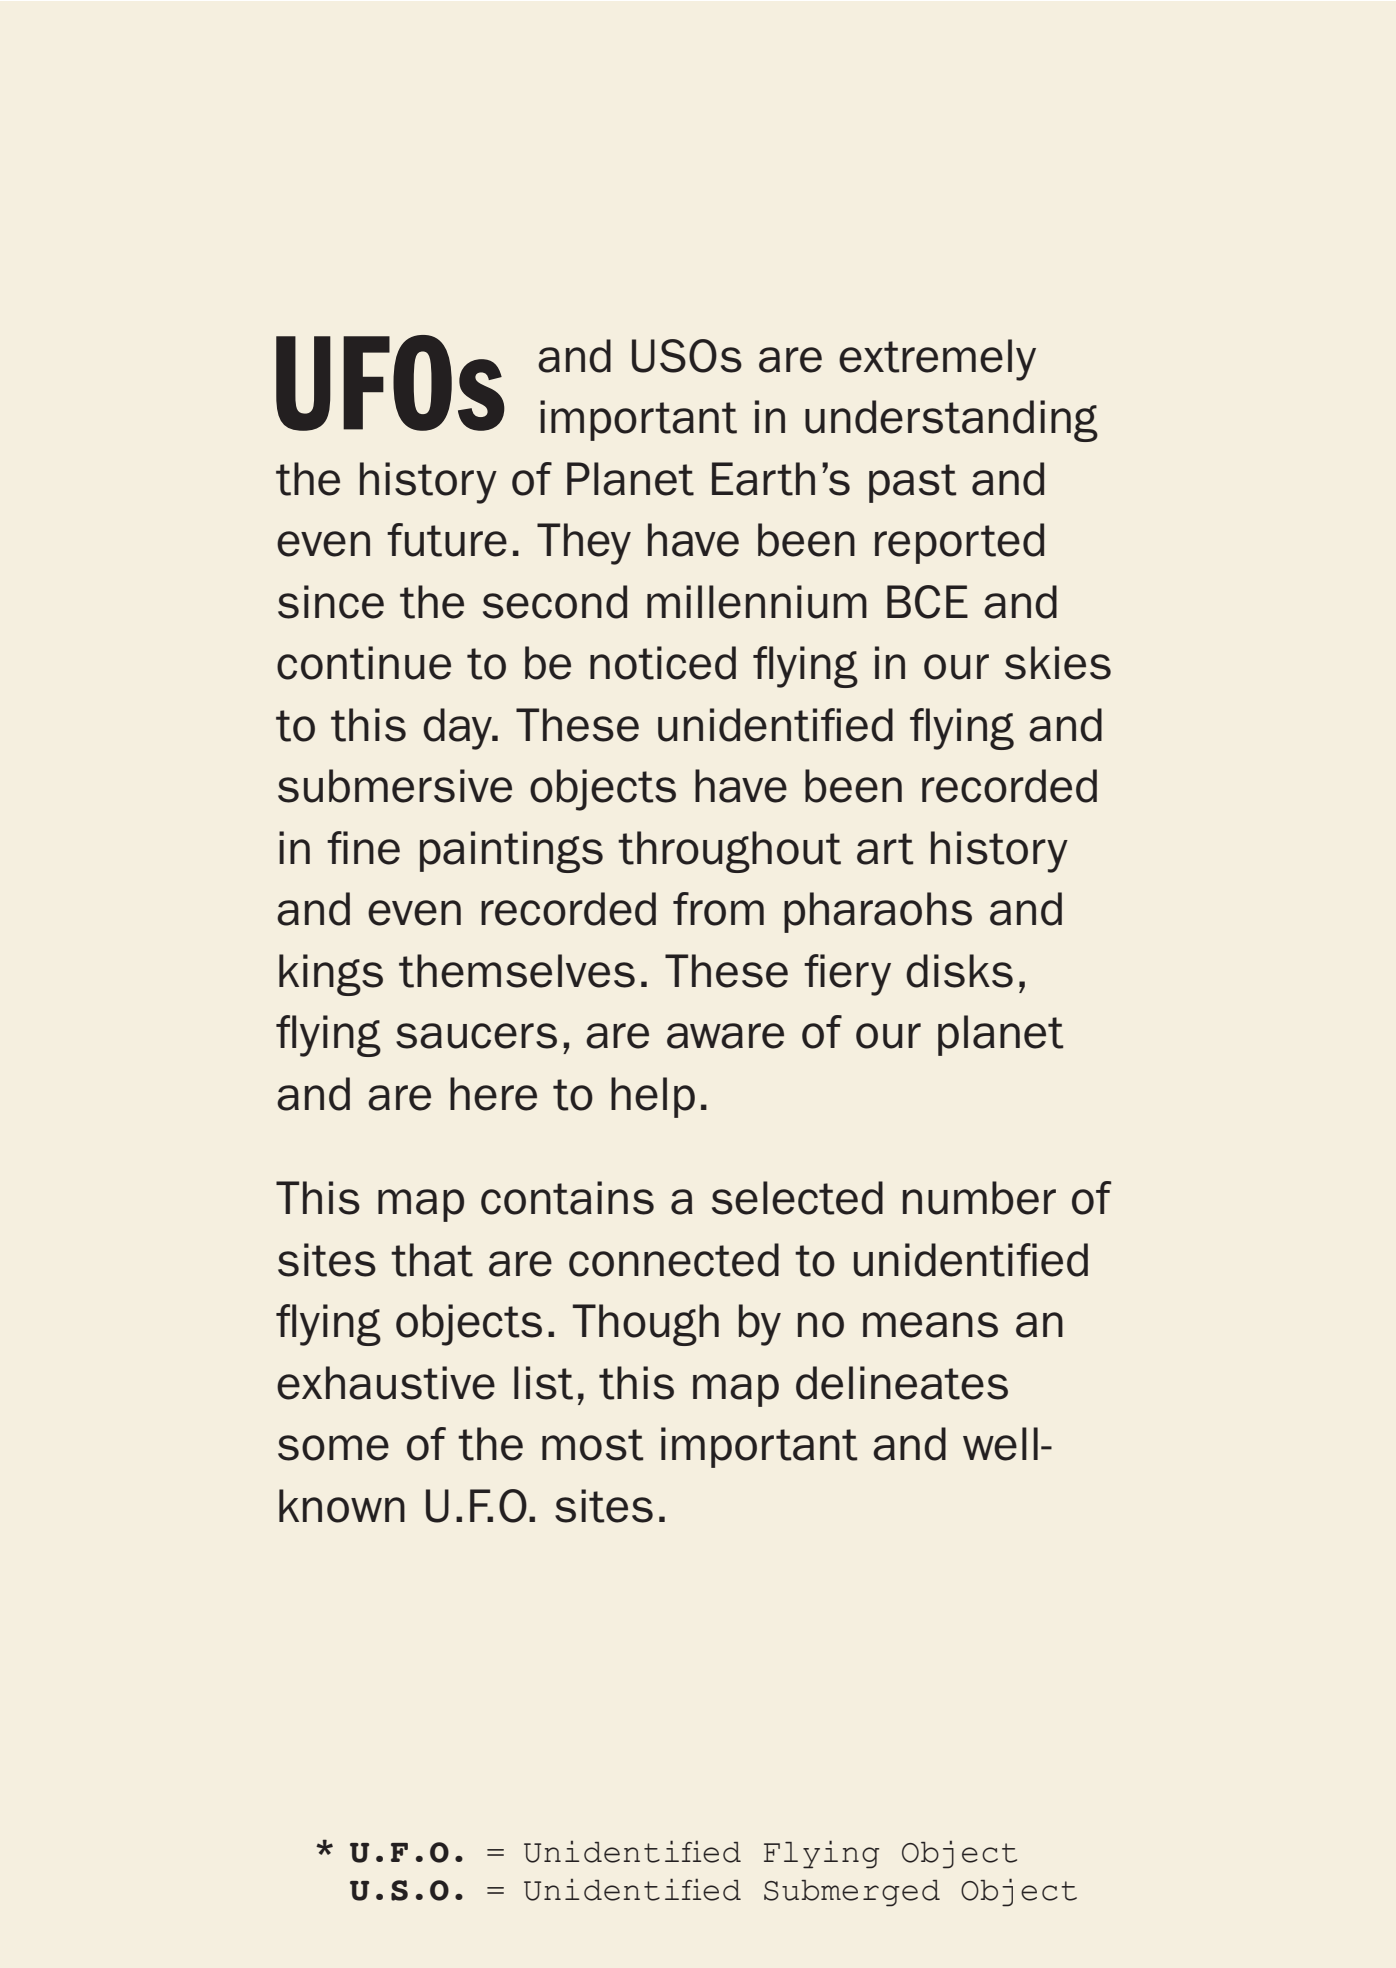 UFOs and USOs are extremely
important in understanding
the history of Planet Earth’s past and
even future. They have been reported
since the second millennium BCE and
continue to be noticed flying in our skies
to this day. These unidentified flying and
submersive objects have been recorded
in fine paintings throughout art history
and even recorded from pharaohs and
kings themselves. These fiery disks,
flying saucers, are aware of our planet
and are here to help.
This map contains a selected number of
sites that are connected to unidentified
flying objects. Though by no means an
exhaustive list, this map delineates
some of the most important and well-
known U.F.O. sites.
* U.F.O. = Unidentified Flying Object
U.S.O. = Unidentified Submerged Object